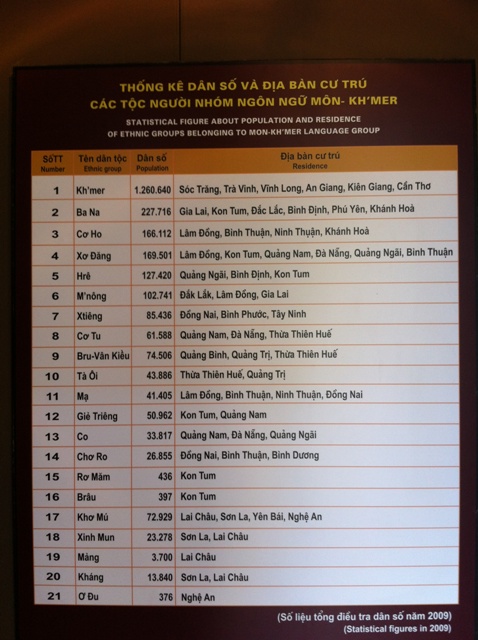 THỐNG KÊ DÂN SỐ VÀ ĐỊA BÀN CƯ TRÚ
CÁC TỘC NGƯỜI NHÓM NGÔN NGỮ MÔN- KH'MER
STATISTICAL FIGURE ABOUT POPULATION AND RESIDENCE
OF ETHNIC GROUPS BELONGING TO MON-KH'MER LANGUAGE GROUP
SốTT Tên dân tộc Dân số Địa bàn cư trú
Number Ethnic group Population Residence
1 Kh'mer 1.260.640 Sóc Trăng, Trà Vinh, Vĩnh Long, An Giang, Kiên Giang, Cần Thơ
2 Ba Na 227.716 Gia Lai, Kon Tum, Đắc Lắc, Bình Định, Phú Yên, Khánh Hoà
3 Cơ Ho 166.112 Lâm Đồng, Bình Thuận, Ninh Thuận, Khánh Hoà
4 Xơ Đăng 169.501 Lâm Đồng, Kon Tum, Quảng Nam, Đà Nẵng, Quảng Ngãi, Bình Thuận
5 Hrê 127.420 Quảng Ngãi, Bình Định, Kon Tum
6 M'nông 102.741 Đắk Lắk, Lâm Đồng, Gia Lai
7 Xtiêng 85.436 Đồng Nai, Bình Phước, Tây Ninh
8 Cơ Tu 61.588 Quảng Nam, Đà Nẵng, Thừa Thiên Huế
9 Bru-Vân Kiều 74.506 Quảng Bình, Quảng Trị, Thừa Thiên Huế
10 Tà Ôi 43.886 Thừa Thiên Huế, Quảng Trị
11 Mạ 41.405 Lâm Đồng, Bình Thuận, Ninh Thuận, Đồng Nai
12 Giẻ Triêng 50.962 Kon Tum, Quảng Nam
13 Co 33.817 Quảng Nam, Đà Nẵng, Quảng Ngãi
14 Chơ Ro 26.855 Đồng Nai, Bình Thuận, Bình Dương
15 Rơ Măm 436 Kon Tum
16 Brâu 397 Kon Tum
17 Khơ Mú 72.929 Lai Châu, Sơn La, Yên Bái, Nghệ An
18 Xinh Mun 23.278 Sơn La, Lai Châu
19 Mảng 3.700 Lai Châu
20 Kháng 13.840 Sơn La, Lai Châu
21 Ơ Đu 376 Nghệ An
(Số liệu tổng điều tra dân số năm 2009)
(Statistical figures in 2009)